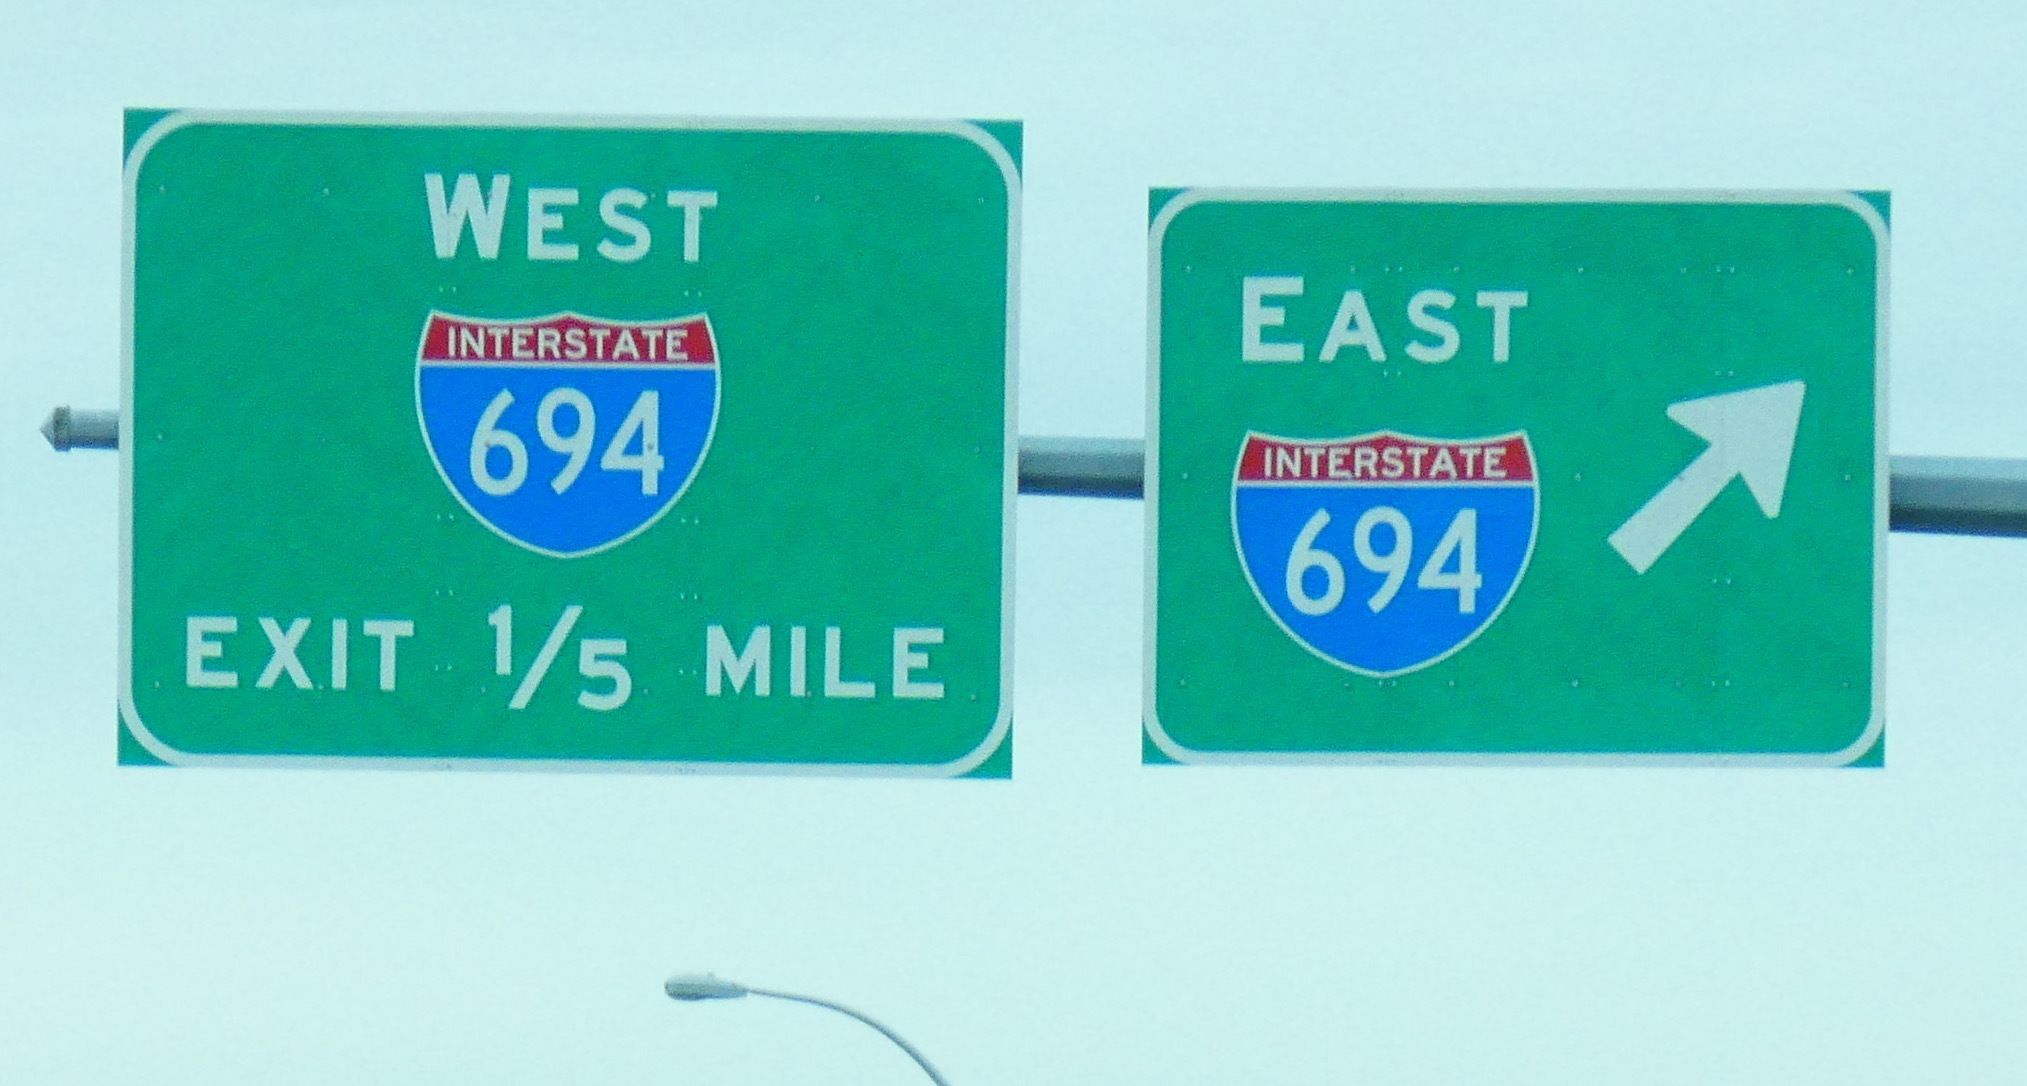 WEST
INTERSTATE
694
EXIT 1/5 MILE
EAST
INTERSTATE
694